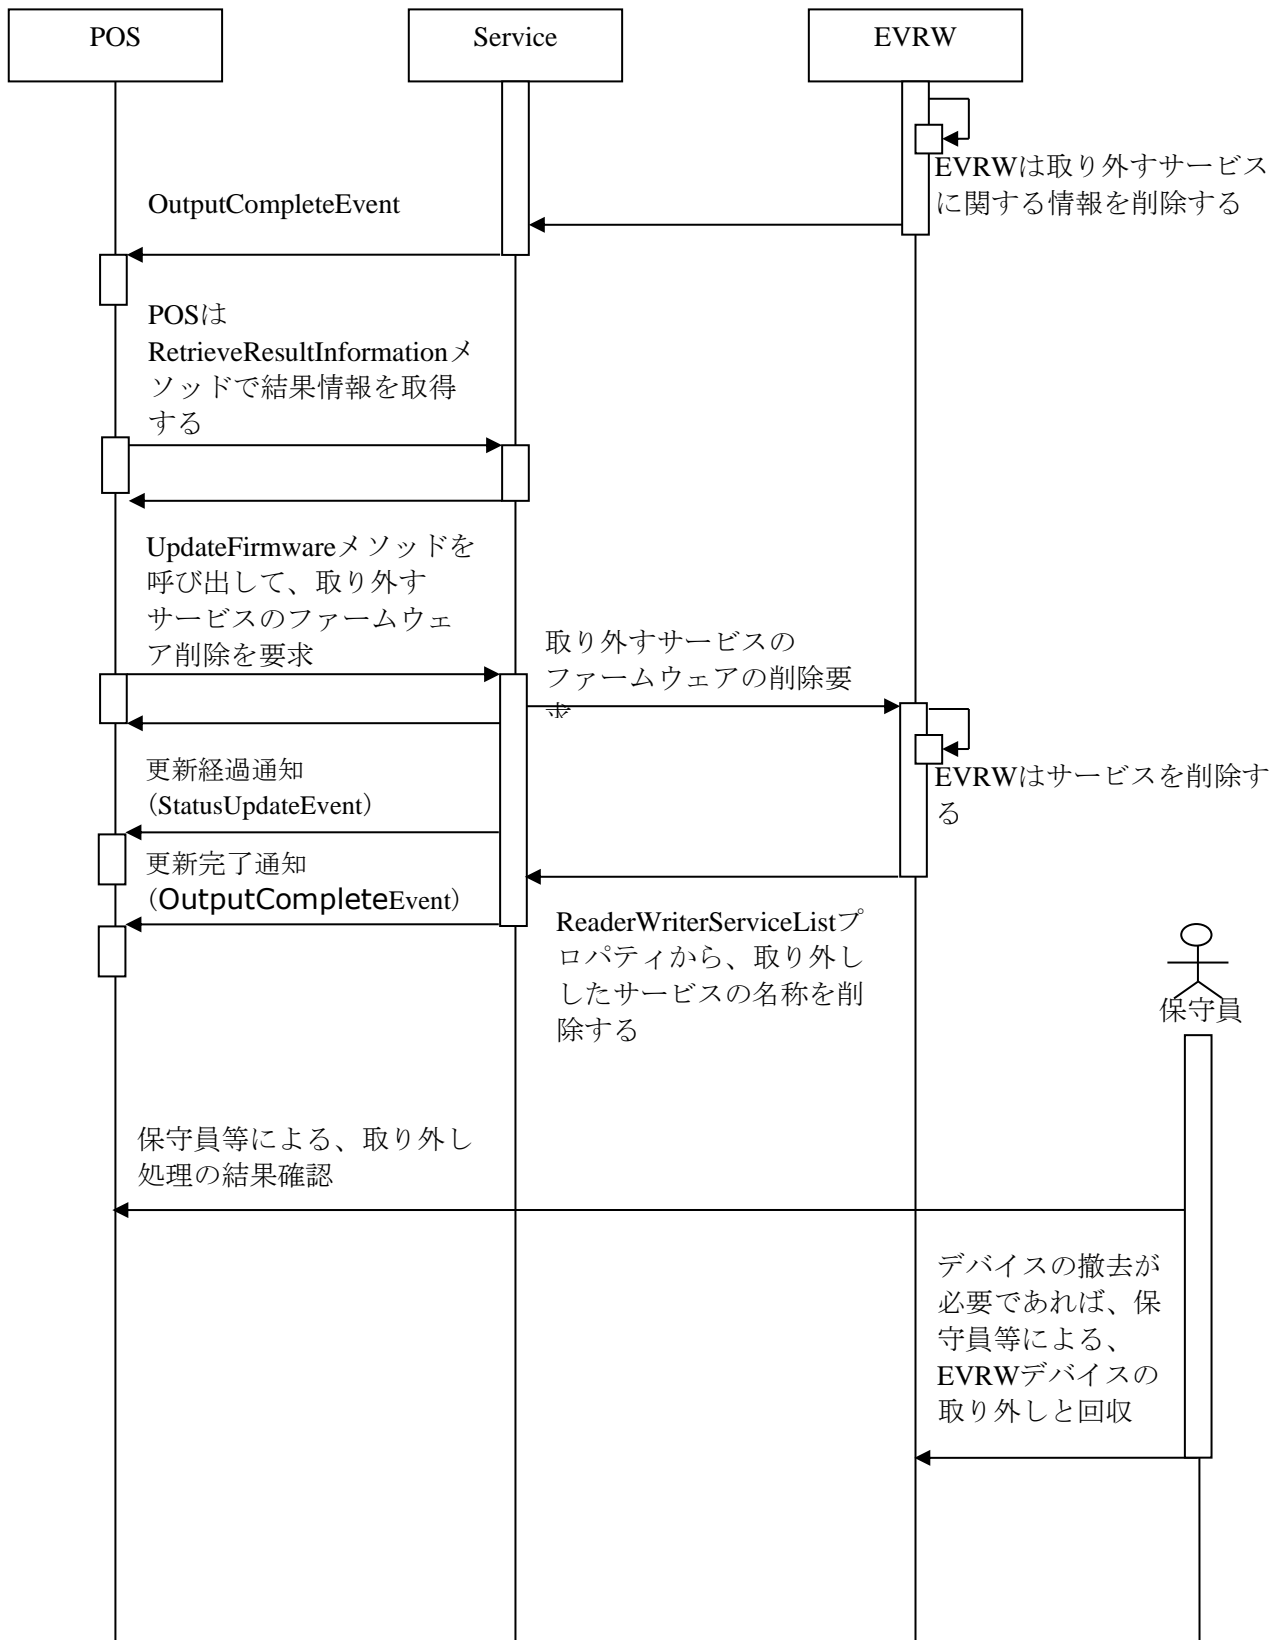 POS
Service
EVRW
EVRWは取り外すサービス
に関する情報を削除する
OutputCompleteEvent
POSは
RetrieveResultInformationメ
ソッドで結果情報を取得
する
UpdateFirmwareメソッドを
呼び出して、取り外す
サービスのファームウェ
ア削除を要求
取り外すサービスの
ファームウェアの削除要
求
EVRWはサービスを削除す
る
更新経過通知
（StatusUpdateEvent）
更新完了通知
（OutputCompleteEvent）
ReaderWriterServiceListプ
ロパティから、取り外し
したサービスの名称を削
除する
保守員
保守員等による、取り外し
処理の結果確認
デバイスの撤去が
必要であれば、保
守員等による、
EVRWデバイスの
取り外しと回収